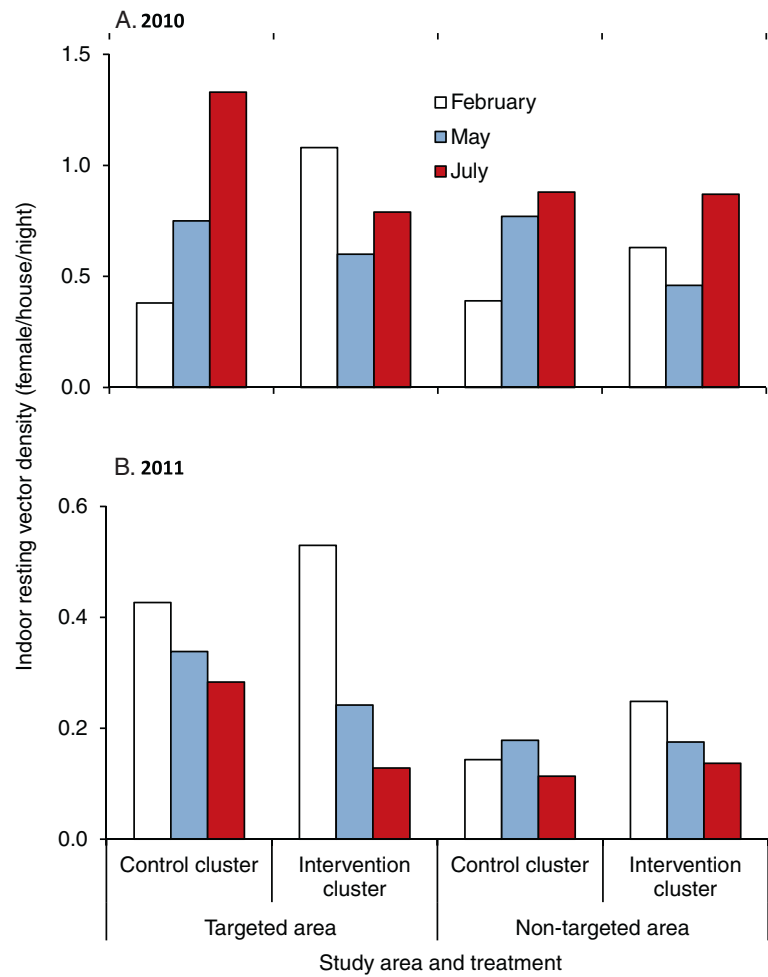 A. 2010
1.5
1.0
0.5
0.0
February
May
July
Indoor resting vector density (female/house/night)
B. 2011
0.6
0.4
0.2
0.0
Control cluster
Intervention
cluster
Control cluster
Intervention
cluster
Targeted area
Non-targeted area
Study area and treatment